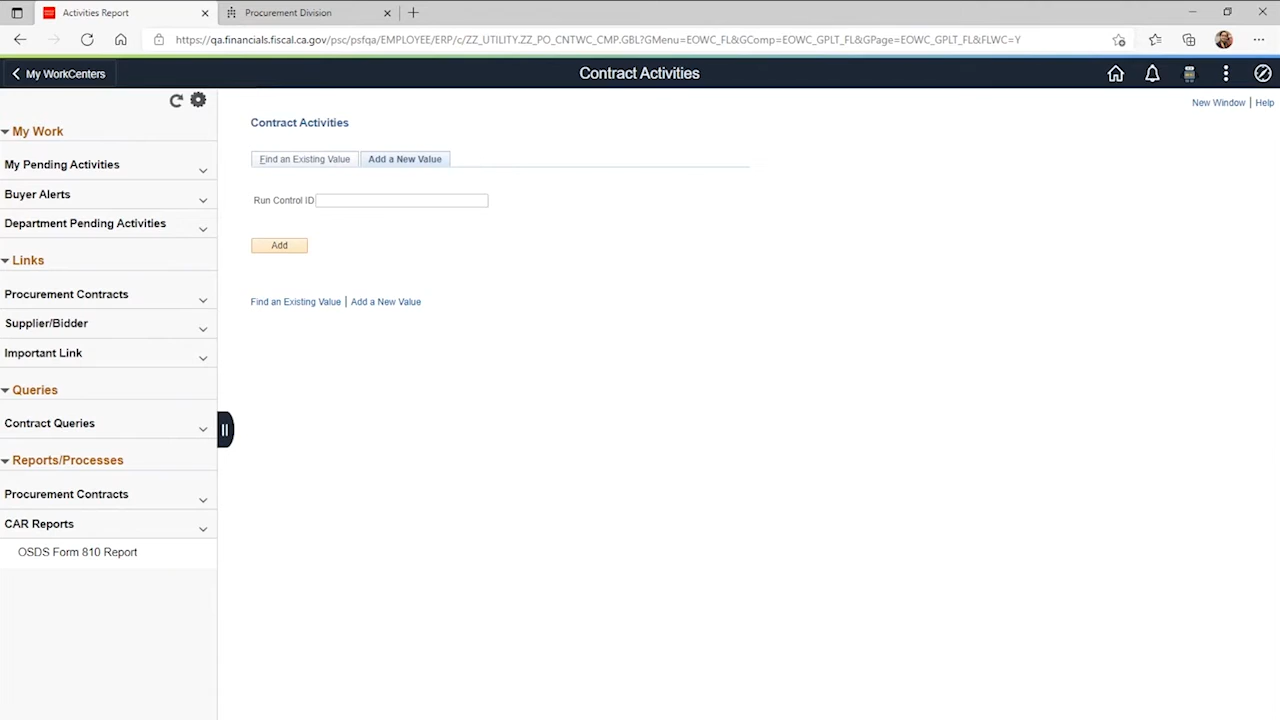 Activities Report
Procurement Division
https://qa.financials.fiscal.ca.gov/psc/psfqa/EMPLOYEE/ERP/c/ZZ_UTILITY.ZZ_PO_CNTWC_CMP.GBL?GMenu=EOWC_FL&GComp=EOWC_GPLT_FL&GPage=EOWC_GPLT_FL&FLWC=Y
My WorkCenters
Contract Activities
New Window | Help
My Work
My Pending Activities
Buyer Alerts
Department Pending Activities
Links
Procurement Contracts
Supplier/Bidder
Important Link
Queries
Contract Queries
Reports/Processes
Procurement Contracts
CAR Reports
OSDS Form 810 Report
Contract Activities
Find an Existing Value
Add a New Value
Run Control ID
Add
Find an Existing Value | Add a New Value